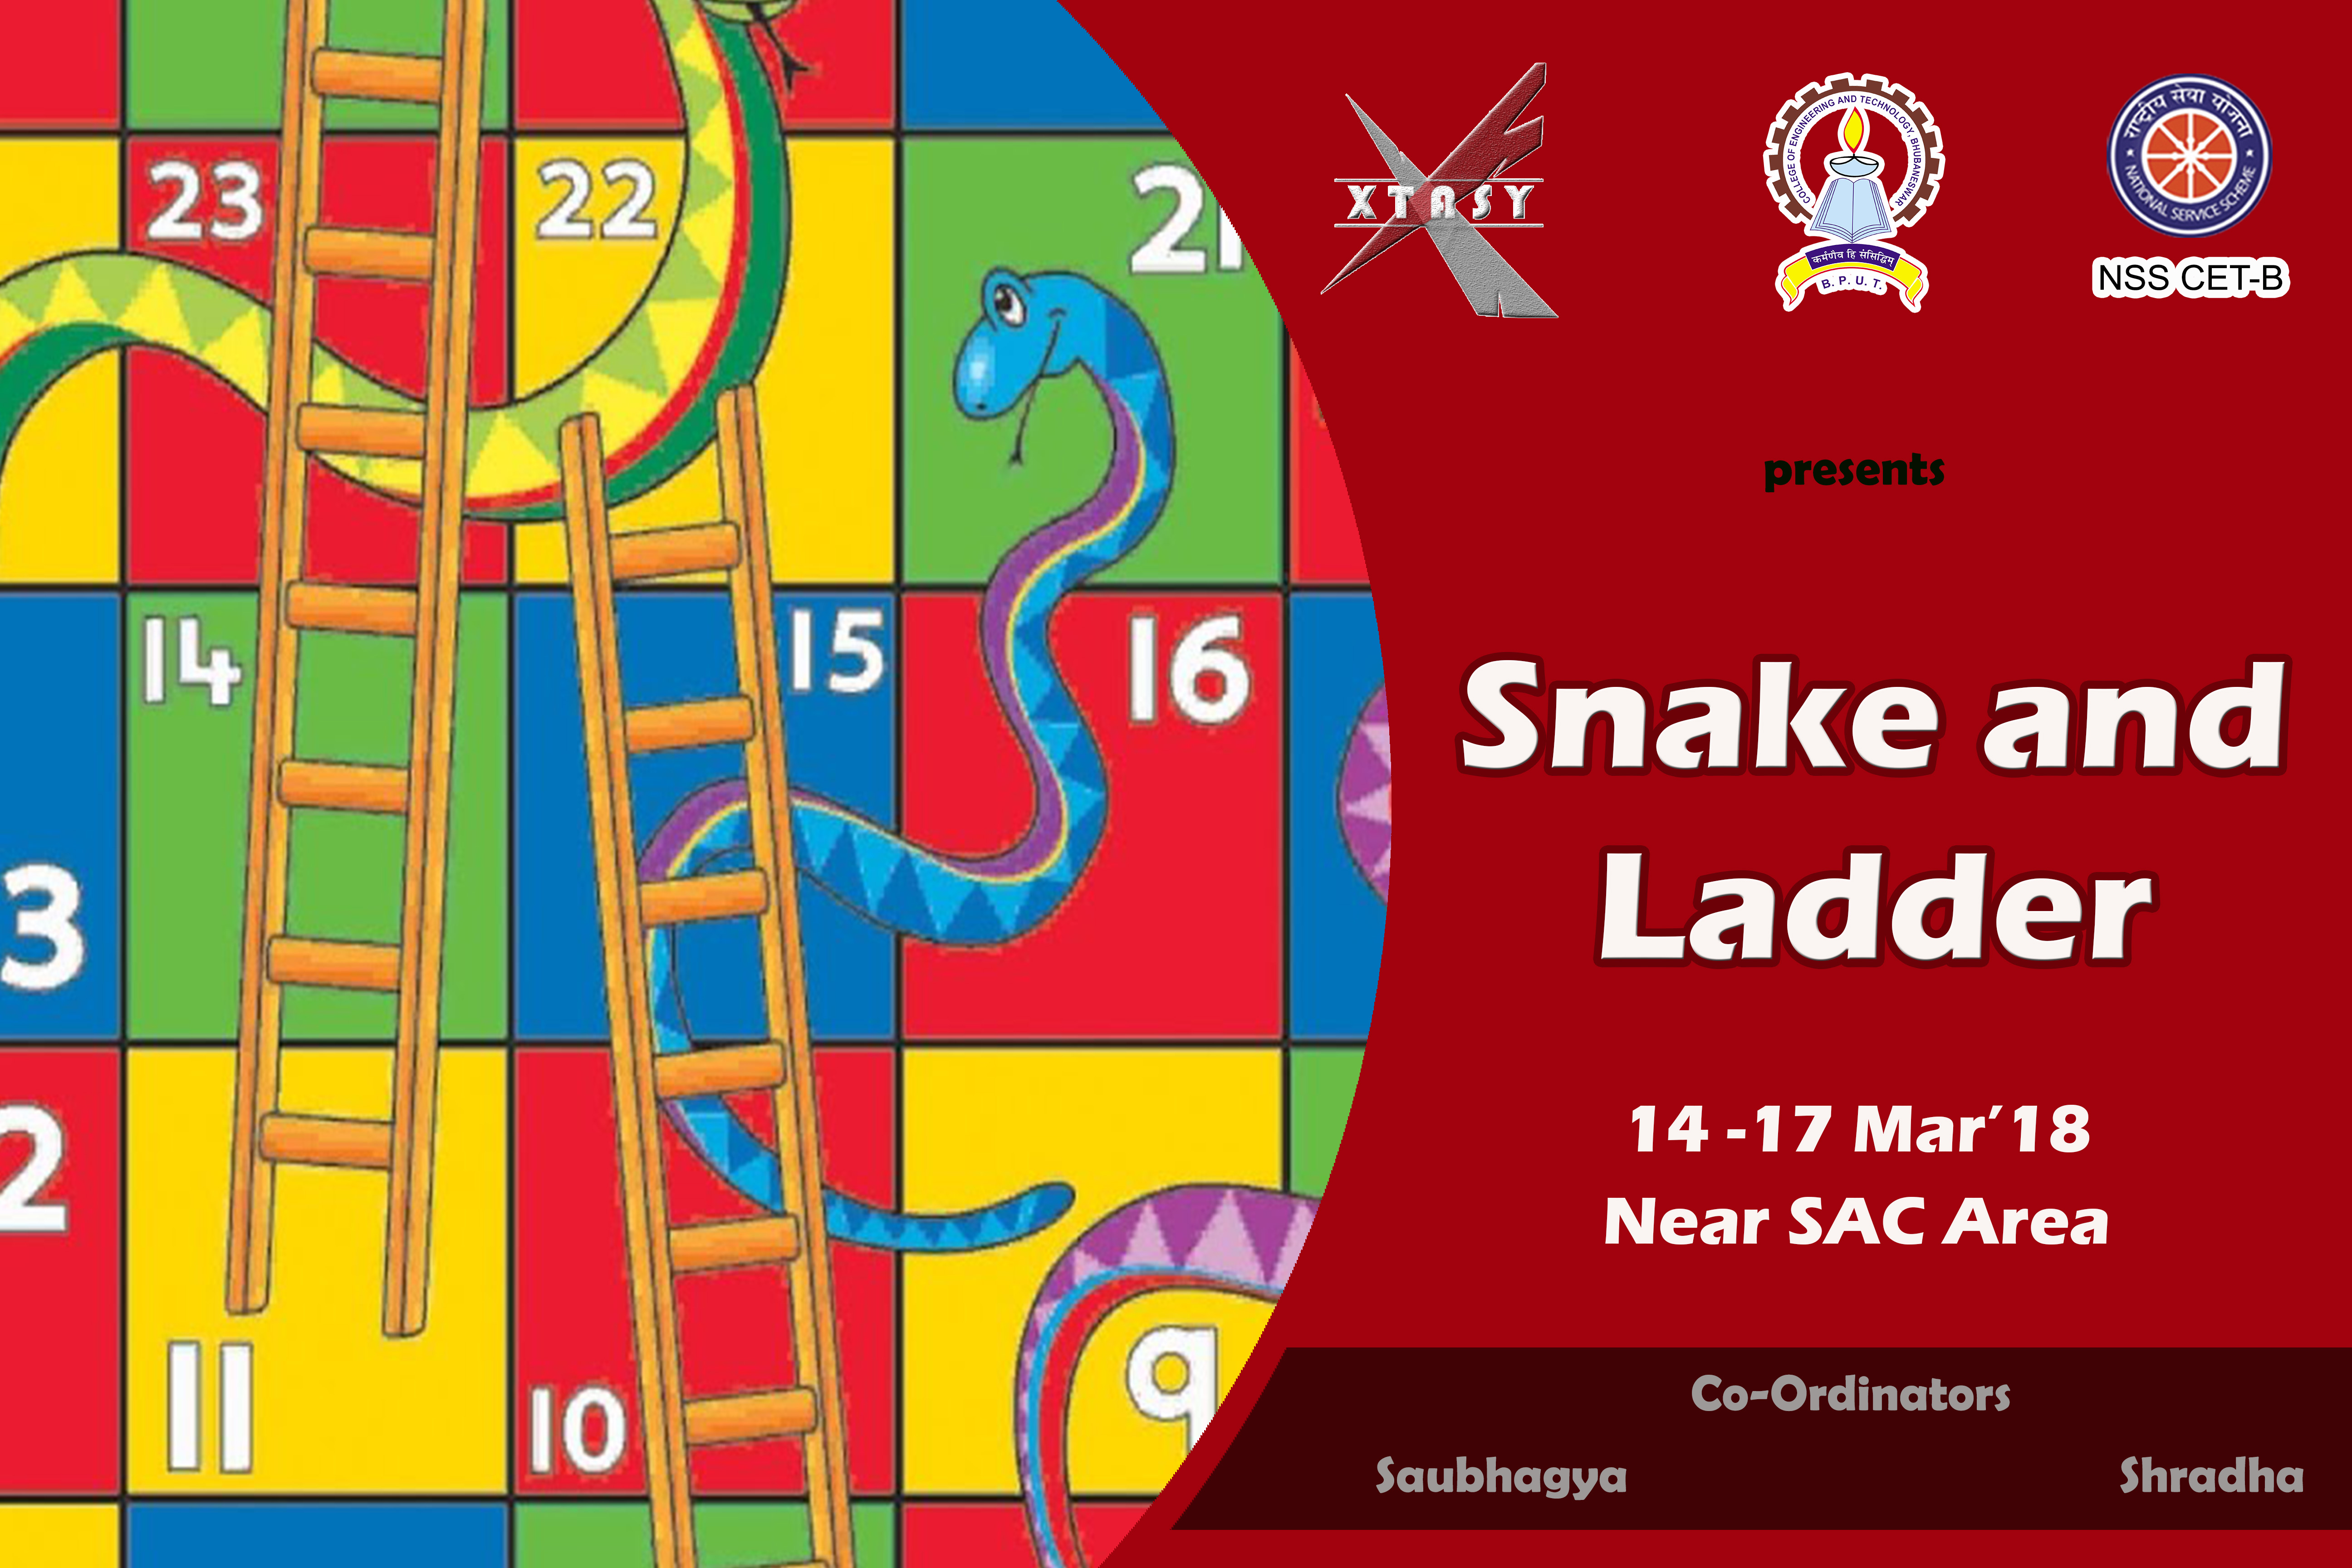 23
22
21
14
15
16
3
2
11
10
9
XTASY
COLLEGE OF ENGINEERING AND TECHNOLOGY, BHUBANESWAR
कर्मणैव हि संसिद्धिम्
B. P. U. T.
राष्ट्रीय सेवा योजना
NATIONAL SERVICE SCHEME
NSS CET-B
presents
Snake and
Ladder
14 -17 Mar'18
Near SAC Area
Co-Ordinators
Saubhagya
Shradha